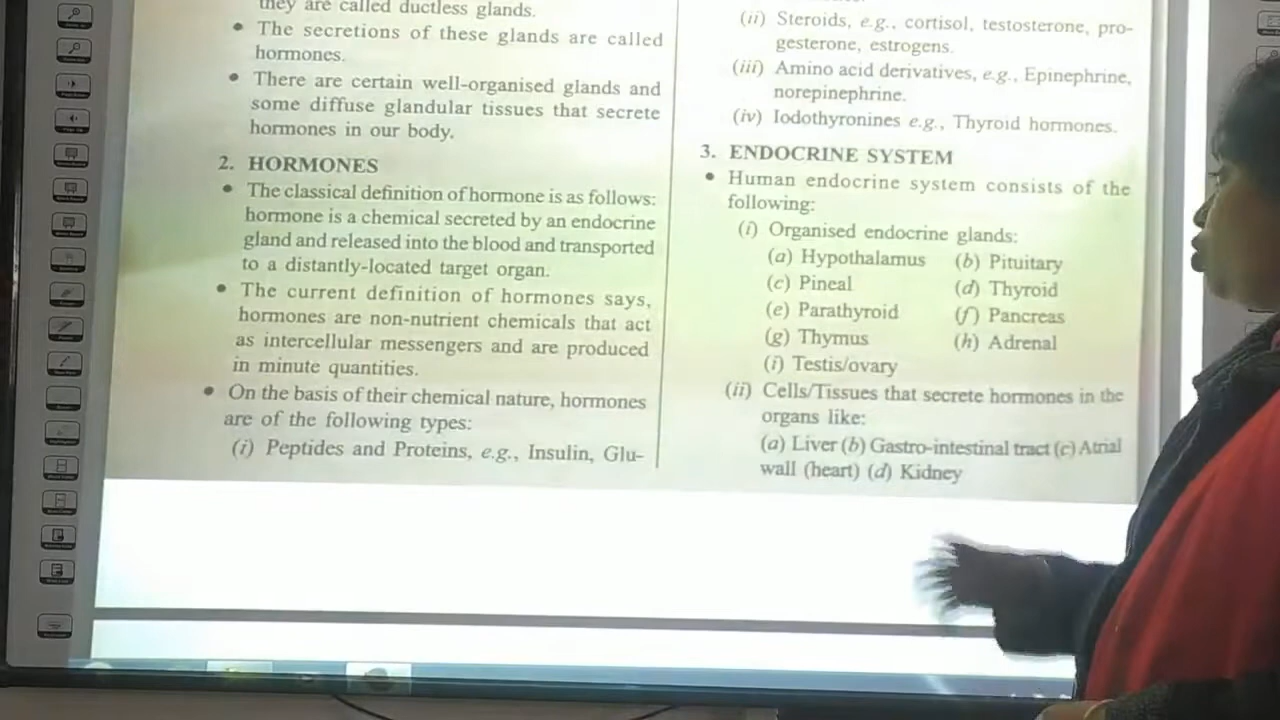 they are called ductless glands.
• The secretions of these glands are called
hormones.
• There are certain well-organised glands and
some diffuse glandular tissues that secrete
hormones in our body.
2. HORMONES
• The classical definition of hormone is as follows:
hormone is a chemical secreted by an endocrine
gland and released into the blood and transported
to a distantly-located target organ.
• The current definition of hormones says,
hormones are non-nutrient chemicals that act
as intercellular messengers and are produced
in minute quantities.
• On the basis of their chemical nature, hormones
are of the following types:
(i) Peptides and Proteins, e.g., Insulin, Glu-
(ii) Steroids, e.g., cortisol, testosterone, pro-
gesterone, estrogens.
(iii) Amino acid derivatives, e.g., Epinephrine,
norepinephrine.
(iv) Iodothyronines e.g., Thyroid hormones.
3. ENDOCRINE SYSTEM
• Human endocrine system consists of the
following:
(i) Organised endocrine glands:
(a) Hypothalamus (b) Pituitary
(c) Pineal (d) Thyroid
(e) Parathyroid (f) Pancreas
(g) Thymus (h) Adrenal
(i) Testis/ovary
(ii) Cells/Tissues that secrete hormones in the
organs like:
(a) Liver (b) Gastro-intestinal tract (c) Atrial
wall (heart) (d) Kidney